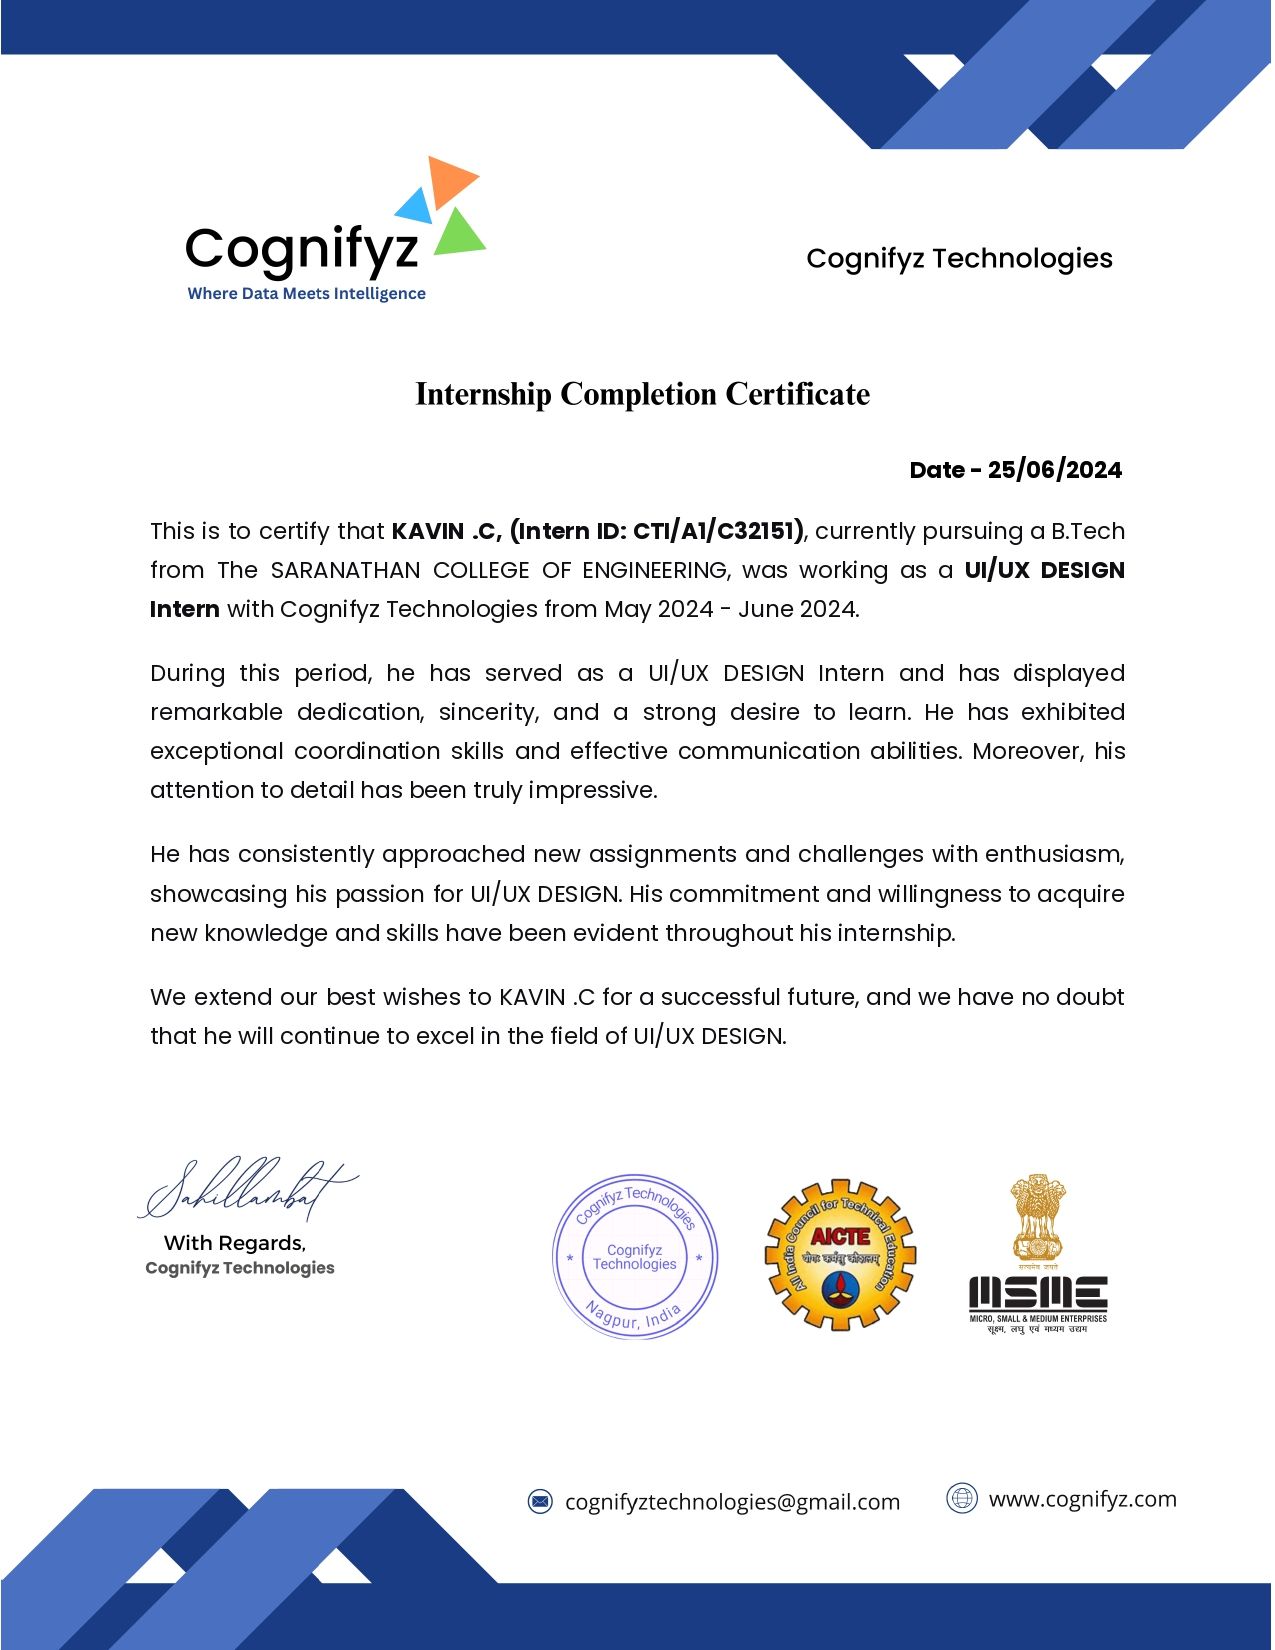 Cognifyz
Where Data Meets Intelligence
Cognifyz Technologies
Internship Completion Certificate
Date - 25/06/2024
This is to certify that KAVIN .C, (Intern ID: CTI/A1/C32151), currently pursuing a B.Tech
from The SARANATHAN COLLEGE OF ENGINEERING, was working as a UI/UX DESIGN
Intern with Cognifyz Technologies from May 2024 - June 2024.
During this period, he has served as a UI/UX DESIGN Intern and has displayed
remarkable dedication, sincerity, and a strong desire to learn. He has exhibited
exceptional coordination skills and effective communication abilities. Moreover, his
attention to detail has been truly impressive.
He has consistently approached new assignments and challenges with enthusiasm,
showcasing his passion for UI/UX DESIGN. His commitment and willingness to acquire
new knowledge and skills have been evident throughout his internship.
We extend our best wishes to KAVIN .C for a successful future, and we have no doubt
that he will continue to excel in the field of UI/UX DESIGN.
Sahillambat
With Regards,
Cognifyz Technologies
Cognifyz Technologies
* Cognifyz *
Technologies
Nagpur, India
All India Council for Technical Education
AICTE
योगः कर्मसु कौशलम्
सत्यमेव जयते
MSME
MICRO, SMALL & MEDIUM ENTERPRISES
सूक्ष्म, लघु एवं मध्यम उद्यम
cognifyztechnologies@gmail.com
www.cognifyz.com